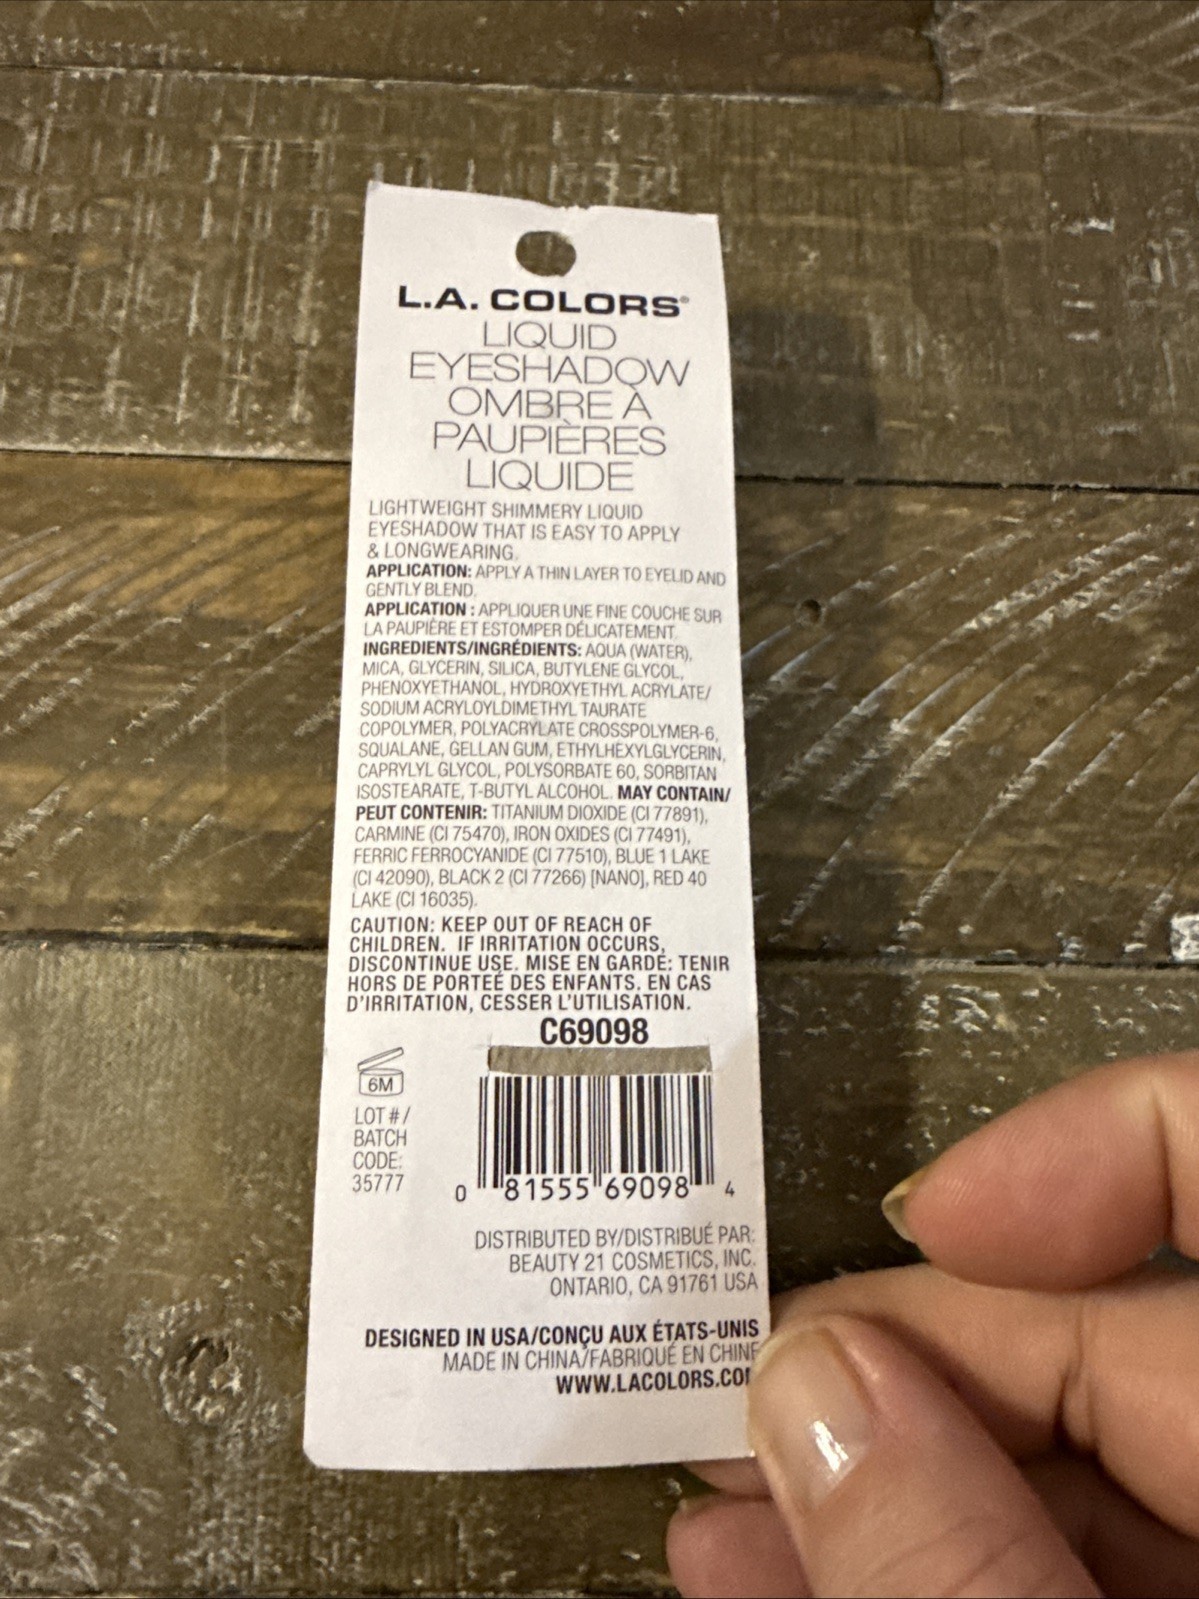 L.A. COLORS®
LIQUID
EYESHADOW
OMBRE À
PAUPIÈRES
LIQUIDE
LIGHTWEIGHT SHIMMERY LIQUID
EYESHADOW THAT IS EASY TO APPLY
& LONGWEARING.
APPLICATION: APPLY A THIN LAYER TO EYELID AND
GENTLY BLEND.
APPLICATION : APPLIQUER UNE FINE COUCHE SUR
LA PAUPIÈRE ET ESTOMPER DÉLICATEMENT.
INGREDIENTS/INGRÉDIENTS: AQUA (WATER),
MICA, GLYCERIN, SILICA, BUTYLENE GLYCOL,
PHENOXYETHANOL, HYDROXYETHYL ACRYLATE/
SODIUM ACRYLOYLDIMETHYL TAURATE
COPOLYMER, POLYACRYLATE CROSSPOLYMER-6,
SQUALANE, GELLAN GUM, ETHYLHEXYLGLYCERIN,
CAPRYLYL GLYCOL, POLYSORBATE 60, SORBITAN
ISOSTEARATE, T-BUTYL ALCOHOL. MAY CONTAIN/
PEUT CONTENIR: TITANIUM DIOXIDE (CI 77891),
CARMINE (CI 75470), IRON OXIDES (CI 77491),
FERRIC FERROCYANIDE (CI 77510), BLUE 1 LAKE
(CI 42090), BLACK 2 (CI 77266) [NANO], RED 40
LAKE (CI 16035).
CAUTION: KEEP OUT OF REACH OF
CHILDREN. IF IRRITATION OCCURS,
DISCONTINUE USE. MISE EN GARDE: TENIR
HORS DE PORTEÉ DES ENFANTS. EN CAS
D'IRRITATION, CESSER L'UTILISATION.
C69098
6M
LOT #/
BATCH
CODE:
35777
0 81555 69098 4
DISTRIBUTED BY/DISTRIBUÉ PAR:
BEAUTY 21 COSMETICS, INC.
ONTARIO, CA 91761 USA
DESIGNED IN USA/CONÇU AUX ÉTATS-UNIS
MADE IN CHINA/FABRIQUÉ EN CHINE
WWW.LACOLORS.CO